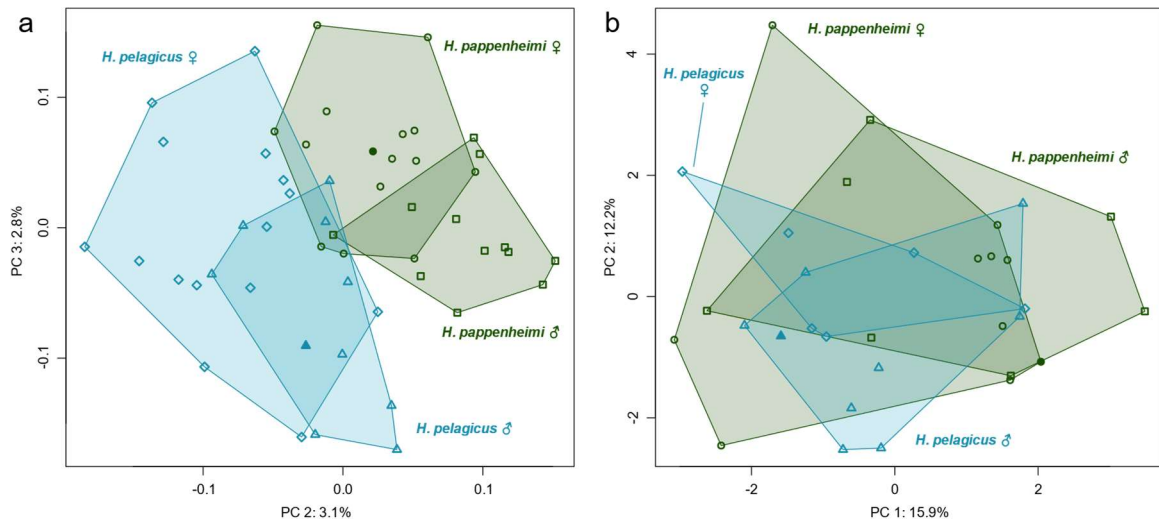 a
H. pelagicus ♀
H. pappenheimi ♀
0.1
0.0
-0.1
PC 3: 2.8%
H. pappenheimi ♂
H. pelagicus ♂
-0.1
0.0
0.1
PC 2: 3.1%
b
H. pappenheimi ♀
H. pelagicus
♀
H. pappenheimi ♂
4
2
0
-2
PC 2: 12.2%
H. pelagicus ♂
-2
0
2
PC 1: 15.9%